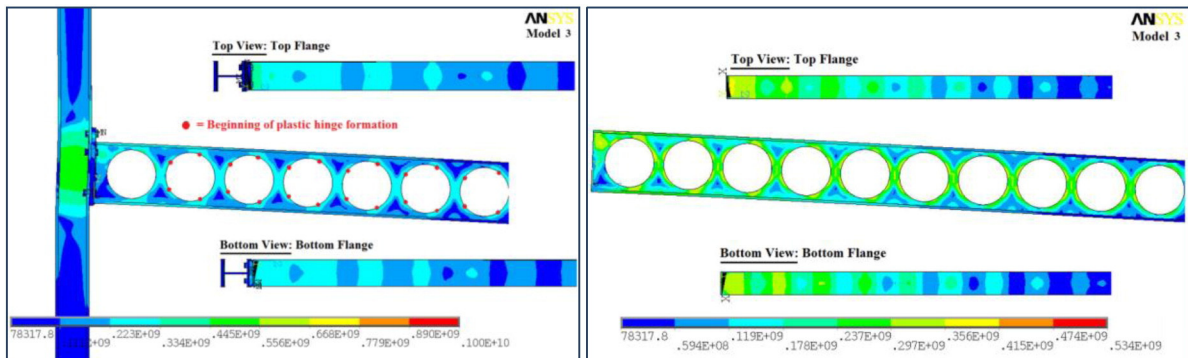 ANSYS
Model 3
Top View: Top Flange
= Beginning of plastic hinge formation
Bottom View: Bottom Flange
78317.8 .223E+09 .445E+09 .668E+09 .890E+09
.334E+09 .556E+09 .779E+09 .100E+10
ANSYS
Model 3
Top View: Top Flange
Bottom View: Bottom Flange
78317.8 .119E+09 .237E+09 .356E+09 .474E+09
.594E+08 .178E+09 .297E+09 .415E+09 .534E+09